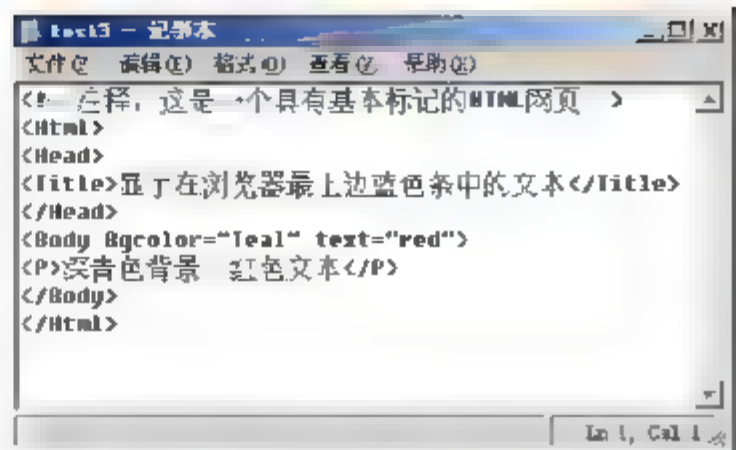 test3 - 记事本
文件(F) 编辑(E) 格式(O) 查看(V) 帮助(H)
<!-- 注释，这是一个具有基本标记的HTML网页 >
<Html>
<Head>
<Title>显示在浏览器最上边蓝色条中的文本</Title>
</Head>
<Body Bgcolor="Teal" text="red">
<P>深青色背景 红色文本</P>
</Body>
</Html>
Ln 1, Col 1